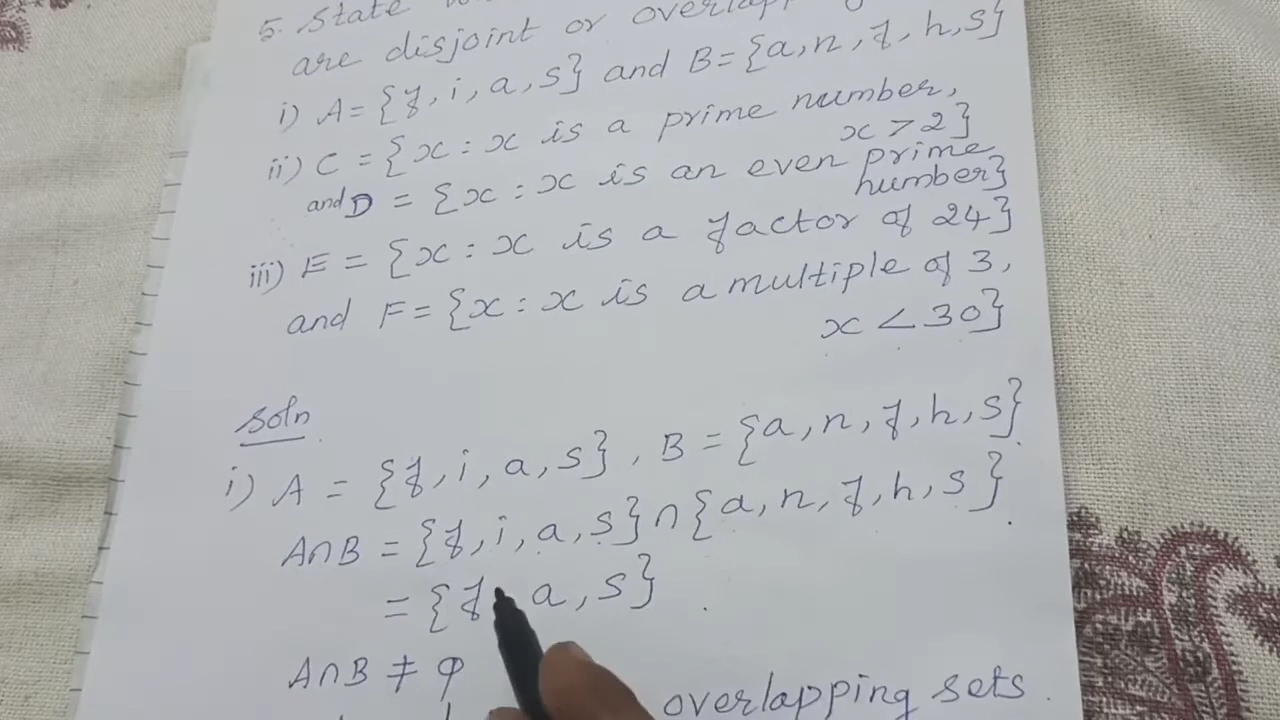 5. State
are disjoint or overlapp
i) A = {f, i, a, s} and B = {a, n, f, h, s}
ii) C = {x : x is a prime number,
x > 2}
and D = {x : x is an even prime
number}
iii) E = {x : x is a factor of 24}
and F = {x : x is a multiple of 3,
x < 30}
Soln
i) A = {f, i, a, s}, B = {a, n, f, h, s}
A∩B = {f, i, a, s} ∩ {a, n, f, h, s}
= {f, a, s}
A∩B ≠ φ
overlapping sets.